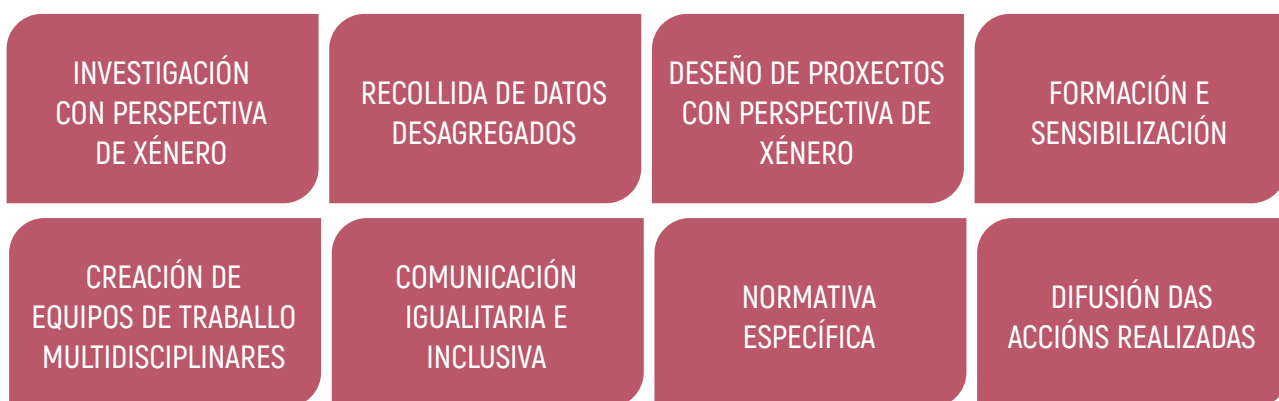 INVESTIGACIÓN
CON PERSPECTIVA
DE XÉNERO
RECOLLIDA DE DATOS
DESAGREGADOS
DESEÑO DE PROXECTOS
CON PERSPECTIVA DE
XÉNERO
FORMACIÓN E
SENSIBILIZACIÓN
CREACIÓN DE
EQUIPOS DE TRABALLO
MULTIDISCIPLINARES
COMUNICACIÓN
IGUALITARIA E
INCLUSIVA
NORMATIVA
ESPECÍFICA
DIFUSIÓN DAS
ACCIÓNS REALIZADAS